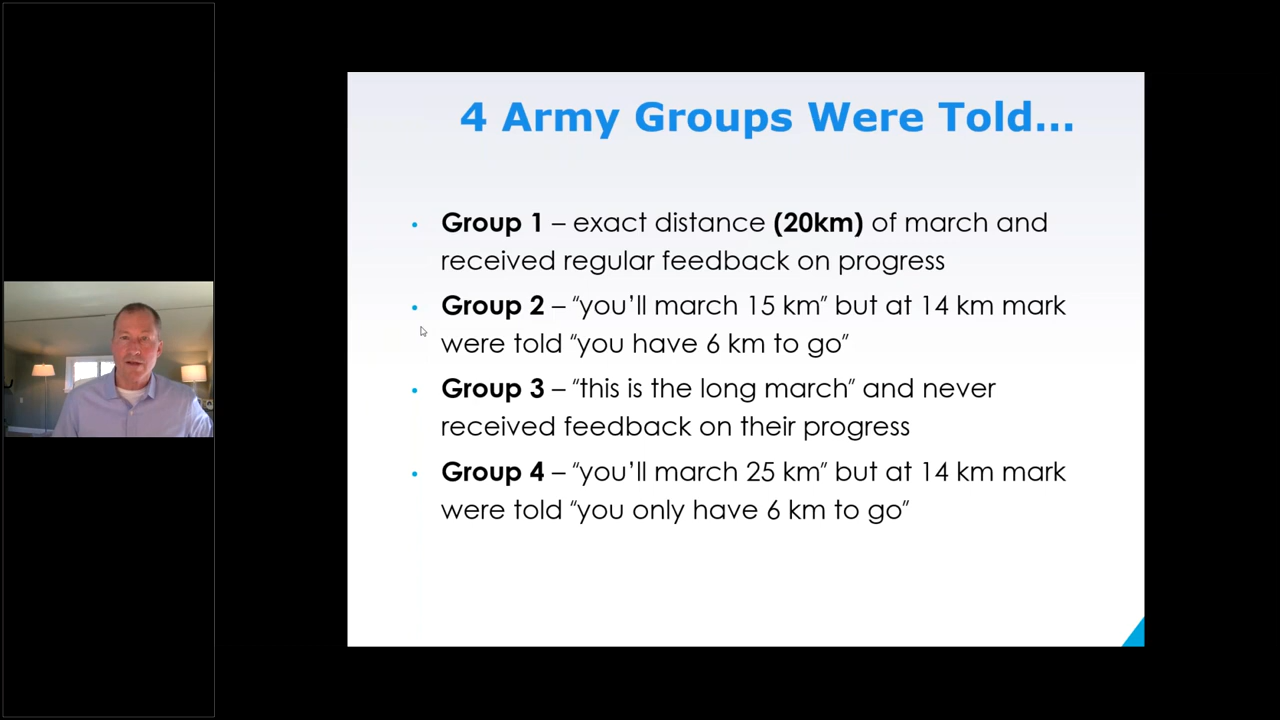 4 Army Groups Were Told...
• Group 1 – exact distance (20km) of march and
received regular feedback on progress
• Group 2 – "you'll march 15 km" but at 14 km mark
were told "you have 6 km to go"
• Group 3 – "this is the long march" and never
received feedback on their progress
• Group 4 – "you'll march 25 km" but at 14 km mark
were told "you only have 6 km to go"